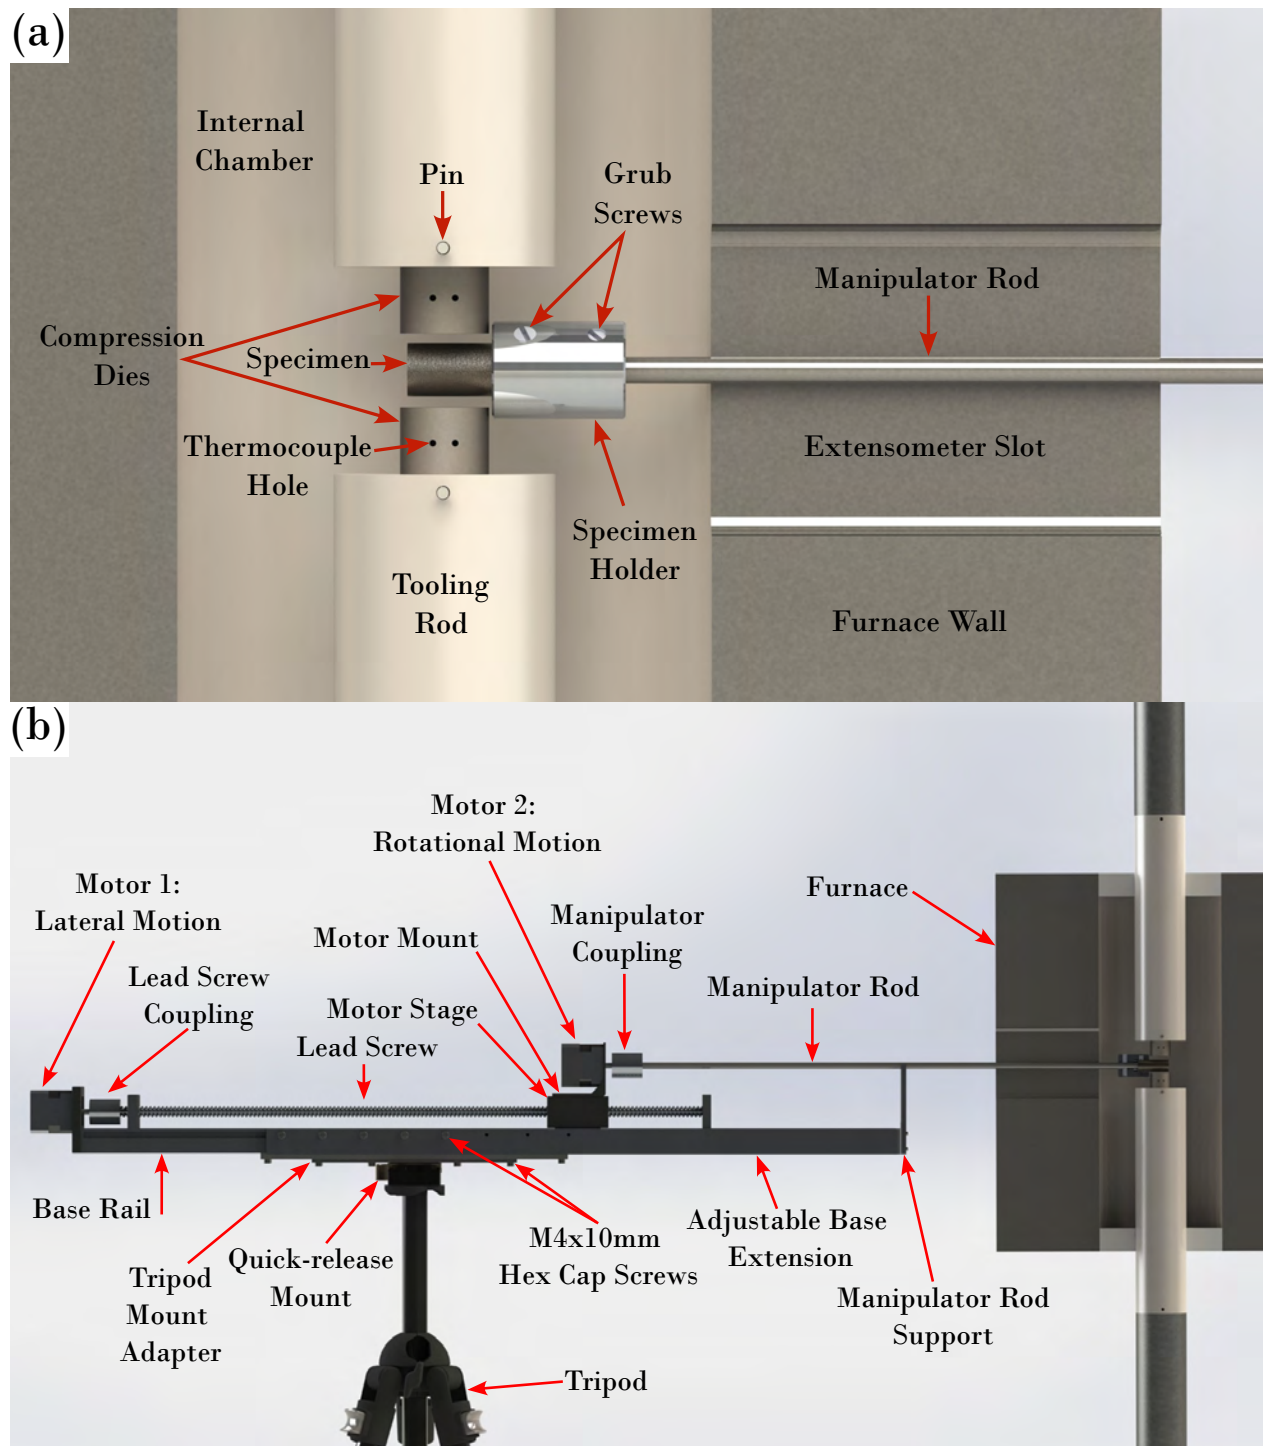 (a)
Internal
Chamber
Pin
Grub
Screws
Manipulator Rod
Compression
Dies
Specimen
Thermocouple
Hole
Extensometer Slot
Specimen
Holder
Tooling
Rod
Furnace Wall
(b)
Motor 2:
Rotational Motion
Motor 1:
Lateral Motion
Furnace
Manipulator
Coupling
Motor Mount
Lead Screw
Coupling
Manipulator Rod
Motor Stage
Lead Screw
Base Rail
Tripod
Mount
Adapter
Quick-release
Mount
M4x10mm
Hex Cap Screws
Adjustable Base
Extension
Manipulator Rod
Support
Tripod